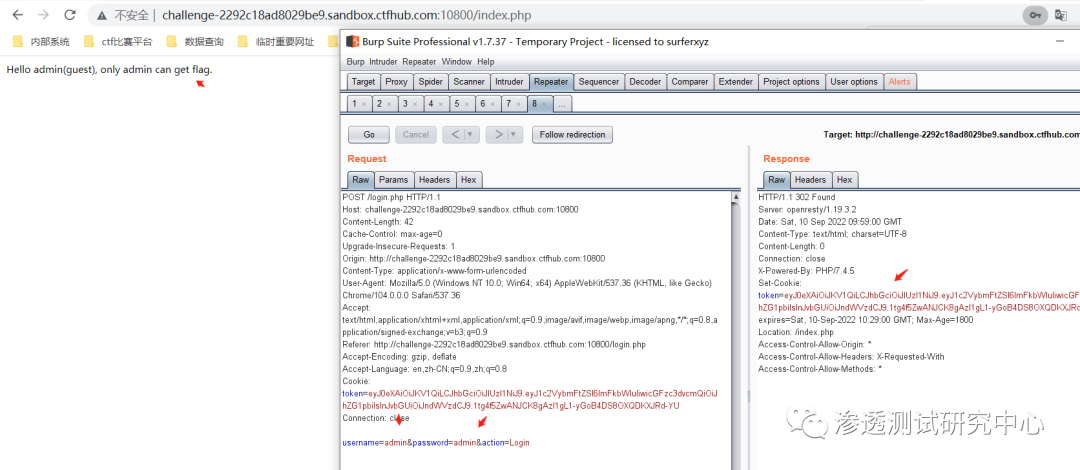 不安全 | challenge-2292c18ad8029be9.sandbox.ctfhub.com:10800/index.php
内部系统 ctf比赛平台 数据查询 临时重要网址
Hello admin(guest), only admin can get flag.
Burp Suite Professional v1.7.37 - Temporary Project - licensed to surferxyz
Burp Intruder Repeater Window Help
Target Proxy Spider Scanner Intruder Repeater Sequencer Decoder Comparer Extender Project options User options Alerts
1 × 2 × 3 × 4 × 5 × 6 × 7 × 8 × ...
Go Cancel < | ▼ > | ▼ Follow redirection Target: http://challenge-2292c18ad8029be9.sandbox.ctfhub.com
Request
Raw Params Headers Hex
POST /login.php HTTP/1.1
Host: challenge-2292c18ad8029be9.sandbox.ctfhub.com:10800
Content-Length: 42
Cache-Control: max-age=0
Upgrade-Insecure-Requests: 1
Origin: http://challenge-2292c18ad8029be9.sandbox.ctfhub.com:10800
Content-Type: application/x-www-form-urlencoded
User-Agent: Mozilla/5.0 (Windows NT 10.0; Win64; x64) AppleWebKit/537.36 (KHTML, like Gecko)
Chrome/104.0.0.0 Safari/537.36
Accept:
text/html,application/xhtml+xml,application/xml;q=0.9,image/avif,image/webp,image/apng,*/*;q=0.8,a
pplication/signed-exchange;v=b3;q=0.9
Referer: http://challenge-2292c18ad8029be9.sandbox.ctfhub.com:10800/login.php
Accept-Encoding: gzip, deflate
Accept-Language: en,zh-CN;q=0.9,zh;q=0.8
Cookie:
token=eyJ0eXAiOiJKV1QiLCJhbGciOiJIUzI1NiJ9.eyJ1c2VybmFtZSI6ImFkbWluIiwicGFzc3dvcmQiOiJ
hZG1pbiIsInJvbGUiOiJndWVzdCJ9.1tg4f5ZwANJCK8gAzI1gL1-yGoB4DS8OXQDKXJRd-YU
Connection: close
username=admin&password=admin&action=Login
Response
Raw Headers Hex
HTTP/1.1 302 Found
Server: openresty/1.19.3.2
Date: Sat, 10 Sep 2022 09:59:00 GMT
Content-Type: text/html; charset=UTF-8
Content-Length: 0
Connection: close
X-Powered-By: PHP/7.4.5
Set-Cookie:
token=eyJ0eXAiOiJKV1QiLCJhbGciOiJIUzI1NiJ9.eyJ1c2VybmFtZSI6ImFkbWluIiwicGF
hZG1pbiIsInJvbGUiOiJndWVzdCJ9.1tg4f5ZwANJCK8gAzI1gL1-yGoB4DS8OXQDKXJRd
expires=Sat, 10-Sep-2022 10:29:00 GMT; Max-Age=1800
Location: /index.php
Access-Control-Allow-Origin: *
Access-Control-Allow-Headers: X-Requested-With
Access-Control-Allow-Methods: *
渗透测试研究中心